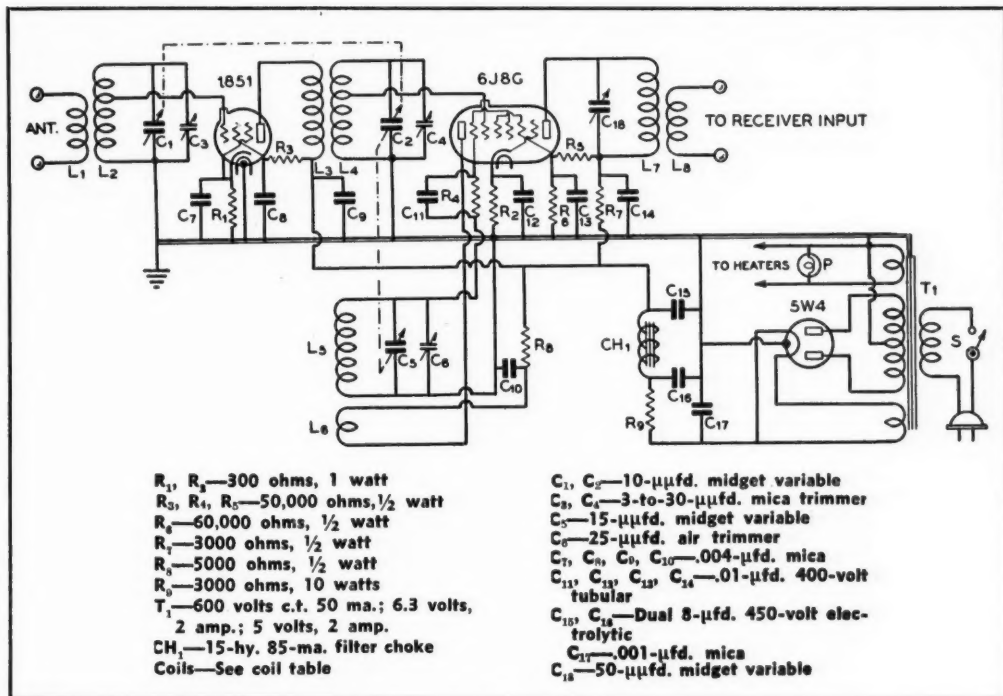 1851
6J8G
ANT.
L₁
L₂
C₁
C₃
R₃
L₃
L₄
C₂
C₄
R₅
C₁₈
L₇
L₈
TO RECEIVER INPUT
C₇
R₁
C₈
C₉
C₁₁
R₄
R₂
C₁₂
R₆
C₁₃
R₇
C₁₄
TO HEATERS
P
T₁
C₁₅
5W4
S
L₅
C₅
C₆
C₁₀
R₈
CH₁
C₁₆
C₁₇
R₉
L₆
R₁, R₂—300 ohms, 1 watt
R₃, R₄, R₅—50,000 ohms, ½ watt
R₆—60,000 ohms, ½ watt
R₇—3000 ohms, ½ watt
R₈—5000 ohms, ½ watt
R₉—3000 ohms, 10 watts
T₁—600 volts c.t. 50 ma.; 6.3 volts,
2 amp.; 5 volts, 2 amp.
CH₁—15-hy. 85-ma. filter choke
Coils—See coil table
C₁, C₂—10-μμfd. midget variable
C₃, C₄—3-to-30-μμfd. mica trimmer
C₅—15-μμfd. midget variable
C₆—25-μμfd. air trimmer
C₇, C₈, C₉, C₁₀—.004-μfd. mica
C₁₁, C₁₂, C₁₃, C₁₄—.01-μfd. 400-volt
tubular
C₁₅, C₁₆—Dual 8-μfd. 450-volt elec-
trolytic
C₁₇—.001-μfd. mica
C₁₈—50-μμfd. midget variable